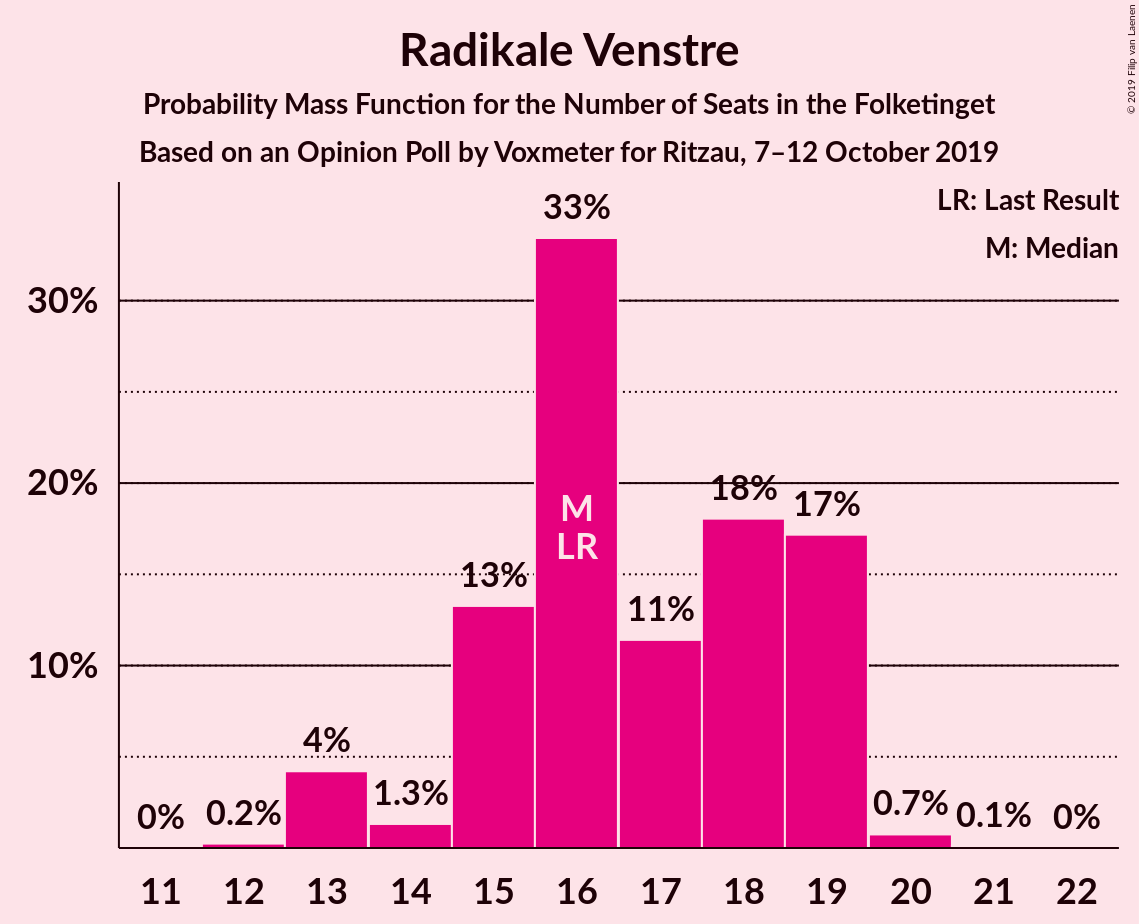 Radikale Venstre
Probability Mass Function for the Number of Seats in the Folketinget
Based on an Opinion Poll by Voxmeter for Ritzau, 7–12 October 2019
© 2019 Filip van Laenen
LR: Last Result
M: Median
33%
30%
20%
18%
17%
M
LR
13%
11%
10%
4%
1.3%
0%
0.2%
0.7%
0.1%
0%
11 12 13 14 15 16 17 18 19 20 21 22